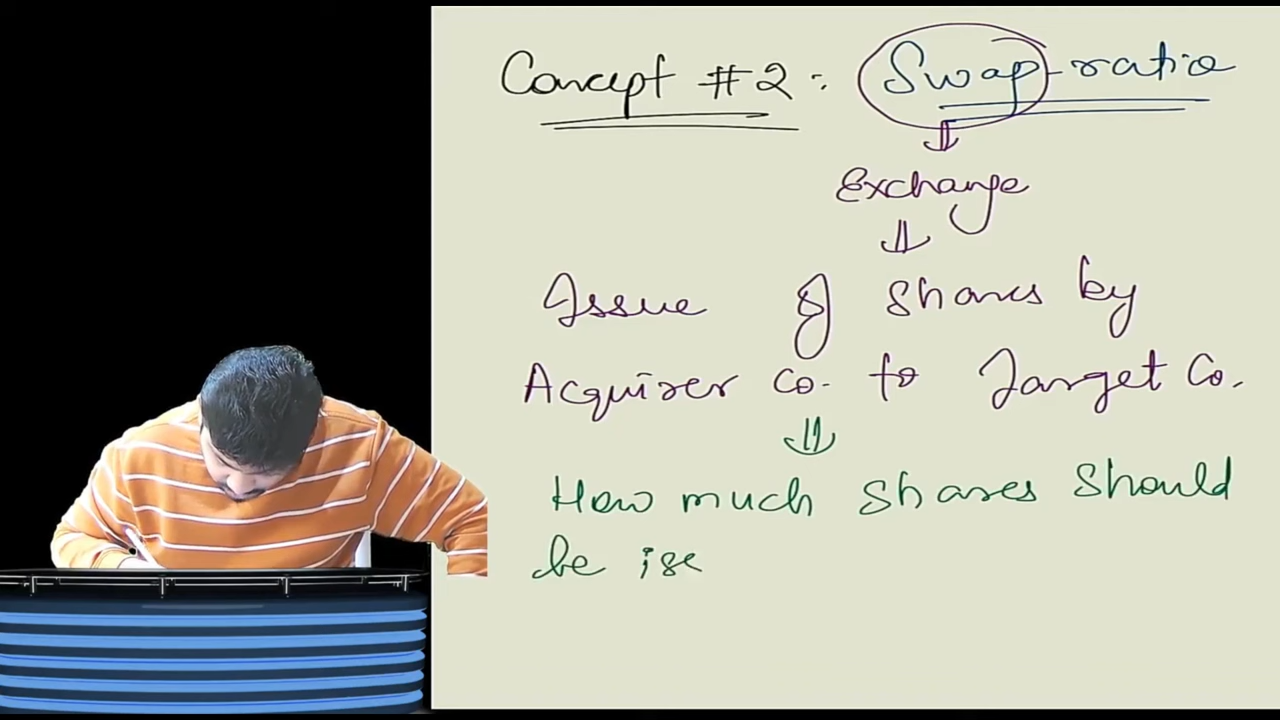 Concept #2: Swap-ratio
Exchange
Issue of shares by
Acquirer Co. to Target Co.
How much shares should
be iss